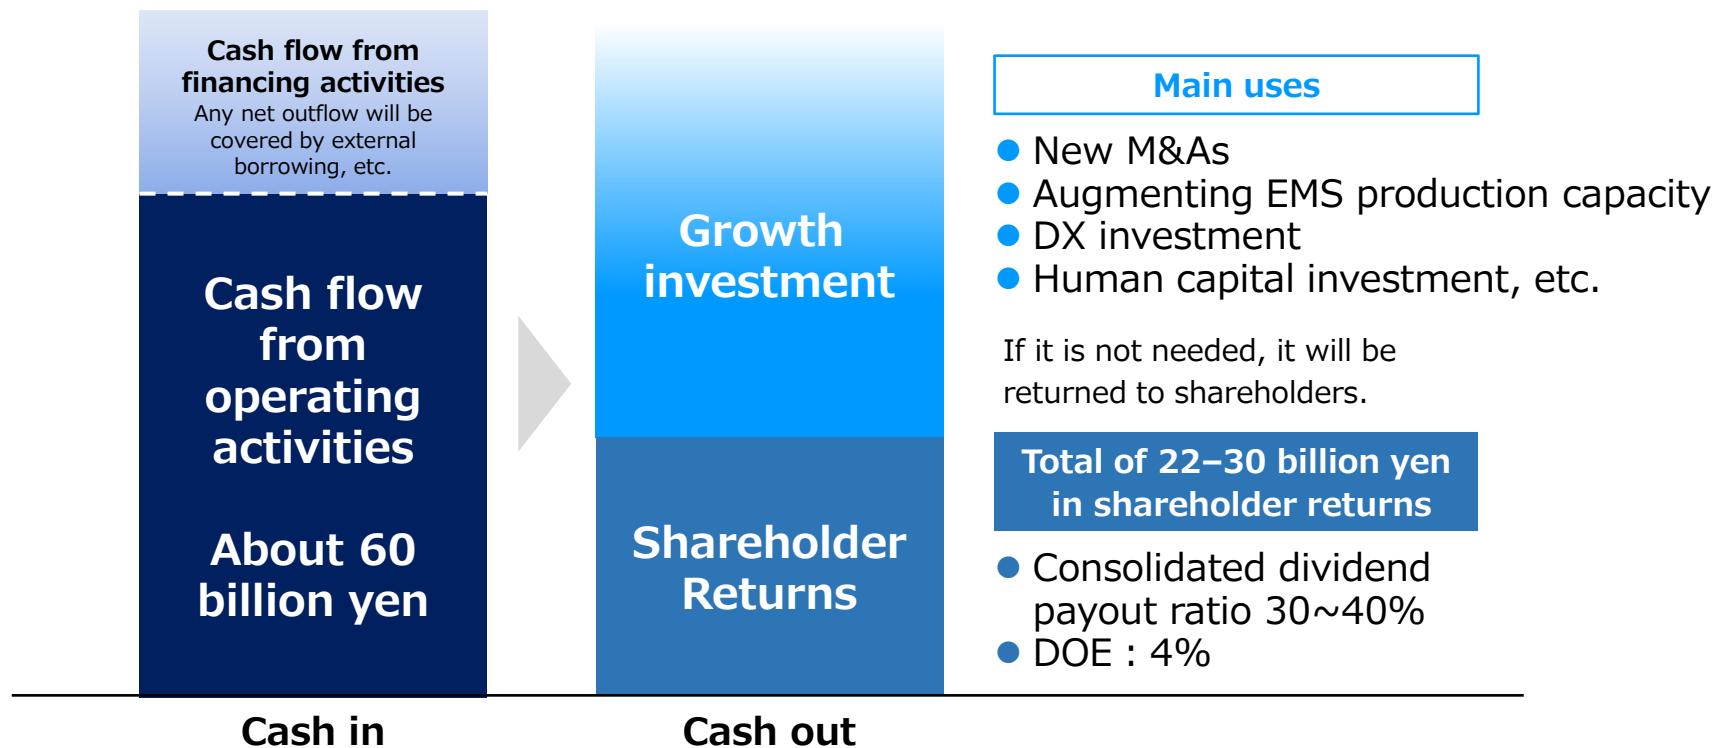 Cash flow from
financing activities
Any net outflow will be
covered by external
borrowing, etc.
Cash flow
from
operating
activities
About 60
billion yen
Cash in
Growth
investment
Shareholder
Returns
Cash out
Main uses
● New M&As
● Augmenting EMS production capacity
● DX investment
● Human capital investment, etc.
If it is not needed, it will be
returned to shareholders.
Total of 22–30 billion yen
in shareholder returns
● Consolidated dividend
payout ratio 30~40%
● DOE : 4%